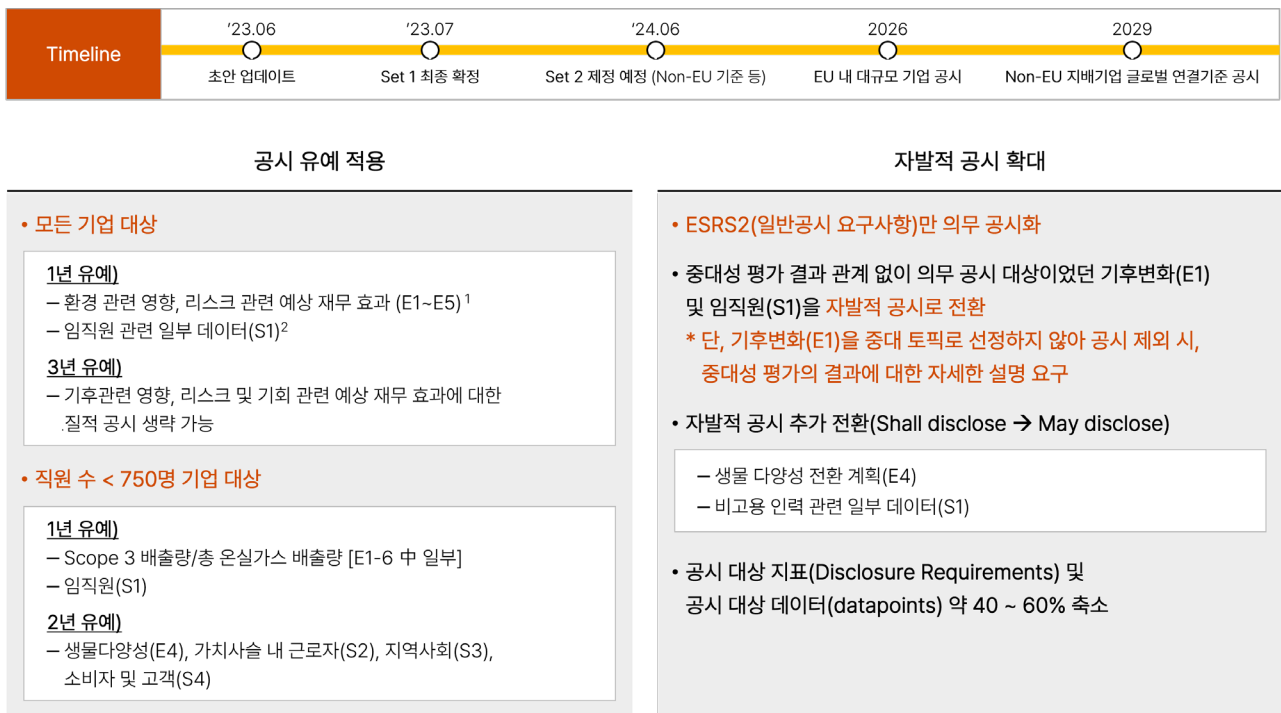 Timeline
'23.06
'23.07
'24.06
2026
2029
초안 업데이트
Set 1 최종 확정
Set 2 제정 예정 (Non-EU 기준 등)
EU 내 대규모 기업 공시
Non-EU 지배기업 글로벌 연결기준 공시
공시 유예 적용
• 모든 기업 대상
1년 유예)
– 환경 관련 영향, 리스크 관련 예상 재무 효과 (E1~E5) 1
– 임직원 관련 일부 데이터(S1)2
3년 유예)
– 기후관련 영향, 리스크 및 기회 관련 예상 재무 효과에 대한
.질적 공시 생략 가능
• 직원 수 < 750명 기업 대상
1년 유예)
– Scope 3 배출량/총 온실가스 배출량 [E1-6 中 일부]
– 임직원(S1)
2년 유예)
– 생물다양성(E4), 가치사슬 내 근로자(S2), 지역사회(S3),
소비자 및 고객(S4)
자발적 공시 확대
• ESRS2(일반공시 요구사항)만 의무 공시화
• 중대성 평가 결과 관계 없이 의무 공시 대상이었던 기후변화(E1)
및 임직원(S1)을 자발적 공시로 전환
* 단, 기후변화(E1)을 중대 토픽로 선정하지 않아 공시 제외 시,
중대성 평가의 결과에 대한 자세한 설명 요구
• 자발적 공시 추가 전환(Shall disclose → May disclose)
– 생물 다양성 전환 계획(E4)
– 비고용 인력 관련 일부 데이터(S1)
• 공시 대상 지표(Disclosure Requirements) 및
공시 대상 데이터(datapoints) 약 40 ~ 60% 축소